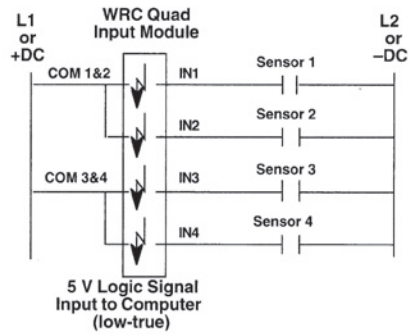 L1
or
+DC
WRC Quad
Input Module
L2
or
–DC
COM 1&2
IN1
Sensor 1
IN2
Sensor 2
COM 3&4
IN3
Sensor 3
IN4
Sensor 4
5 V Logic Signal
Input to Computer
(low-true)